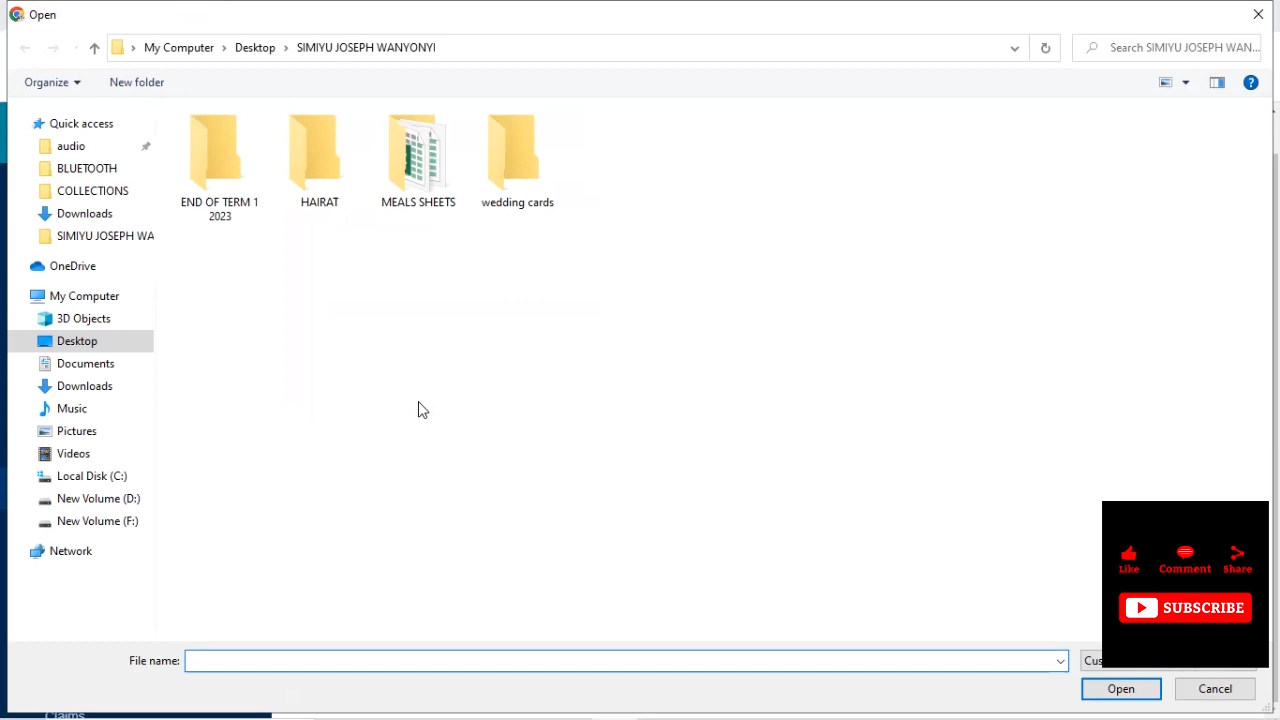 Open
My Computer > Desktop > SIMIYU JOSEPH WANYONYI
Search SIMIYU JOSEPH WAN...
Organize
New folder
Quick access
audio
BLUETOOTH
COLLECTIONS
Downloads
SIMIYU JOSEPH WA
OneDrive
My Computer
3D Objects
Desktop
Documents
Downloads
Music
Pictures
Videos
Local Disk (C:)
New Volume (D:)
New Volume (F:)
Network
END OF TERM 1
2023
HAIRAT
MEALS SHEETS
wedding cards
Like
Comment
Share
SUBSCRIBE
File name:
Cus
Open
Cancel
Claims